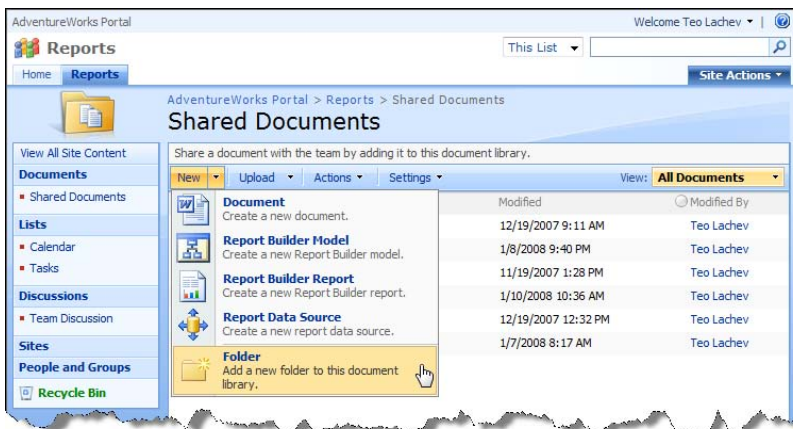 AdventureWorks Portal
Welcome Teo Lachev
Reports
This List
Home Reports
Site Actions
AdventureWorks Portal > Reports > Shared Documents
Shared Documents
View All Site Content
Share a document with the team by adding it to this document library.
Documents
New Upload Actions Settings
View: All Documents
Shared Documents
Lists
Calendar
Tasks
Discussions
Team Discussion
Sites
People and Groups
Recycle Bin
Document
Create a new document.
Report Builder Model
Create a new Report Builder model.
Report Builder Report
Create a new Report Builder report.
Report Data Source
Create a new report data source.
Folder
Add a new folder to this document
library.
Modified Modified By
12/19/2007 9:11 AM Teo Lachev
1/8/2008 9:40 PM Teo Lachev
11/19/2007 1:28 PM Teo Lachev
1/10/2008 10:36 AM Teo Lachev
12/19/2007 12:32 PM Teo Lachev
1/7/2008 8:17 AM Teo Lachev